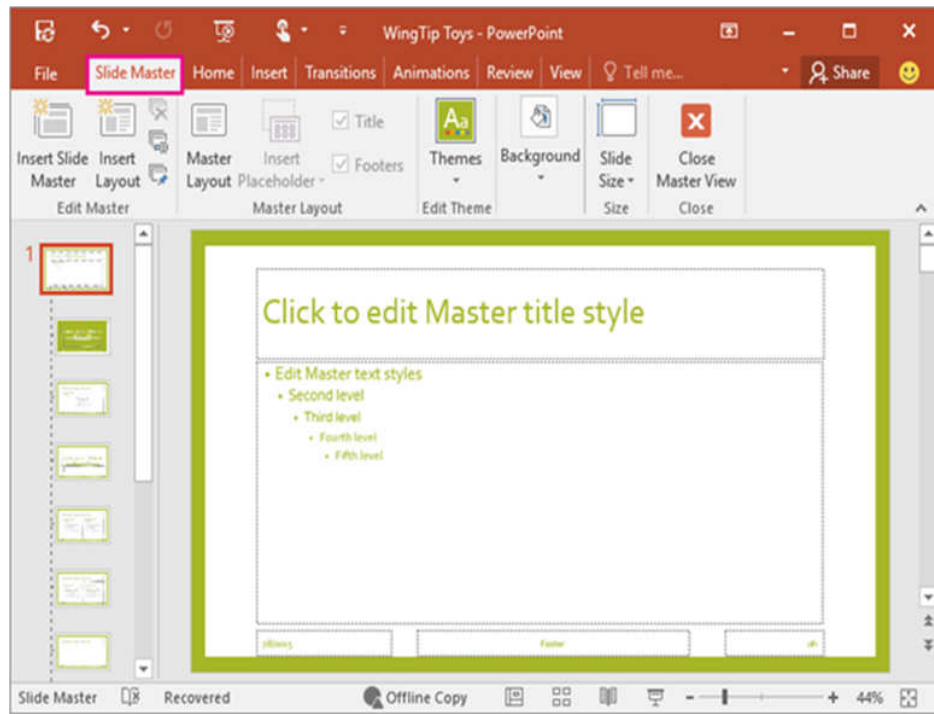 WingTip Toys - PowerPoint
File Slide Master Home Insert Transitions Animations Review View Tell me... Share
Insert Slide Master
Insert Layout
Master Layout
Insert Placeholder
Title
Footers
Aa
Themes
Background
Slide Size
Close Master View
Edit Master
Master Layout
Edit Theme
Size
Close
1
Click to edit Master title style
• Edit Master text styles
• Second level
• Third level
• Fourth level
• Fifth level
Footer
Slide Master Recovered Offline Copy 44%